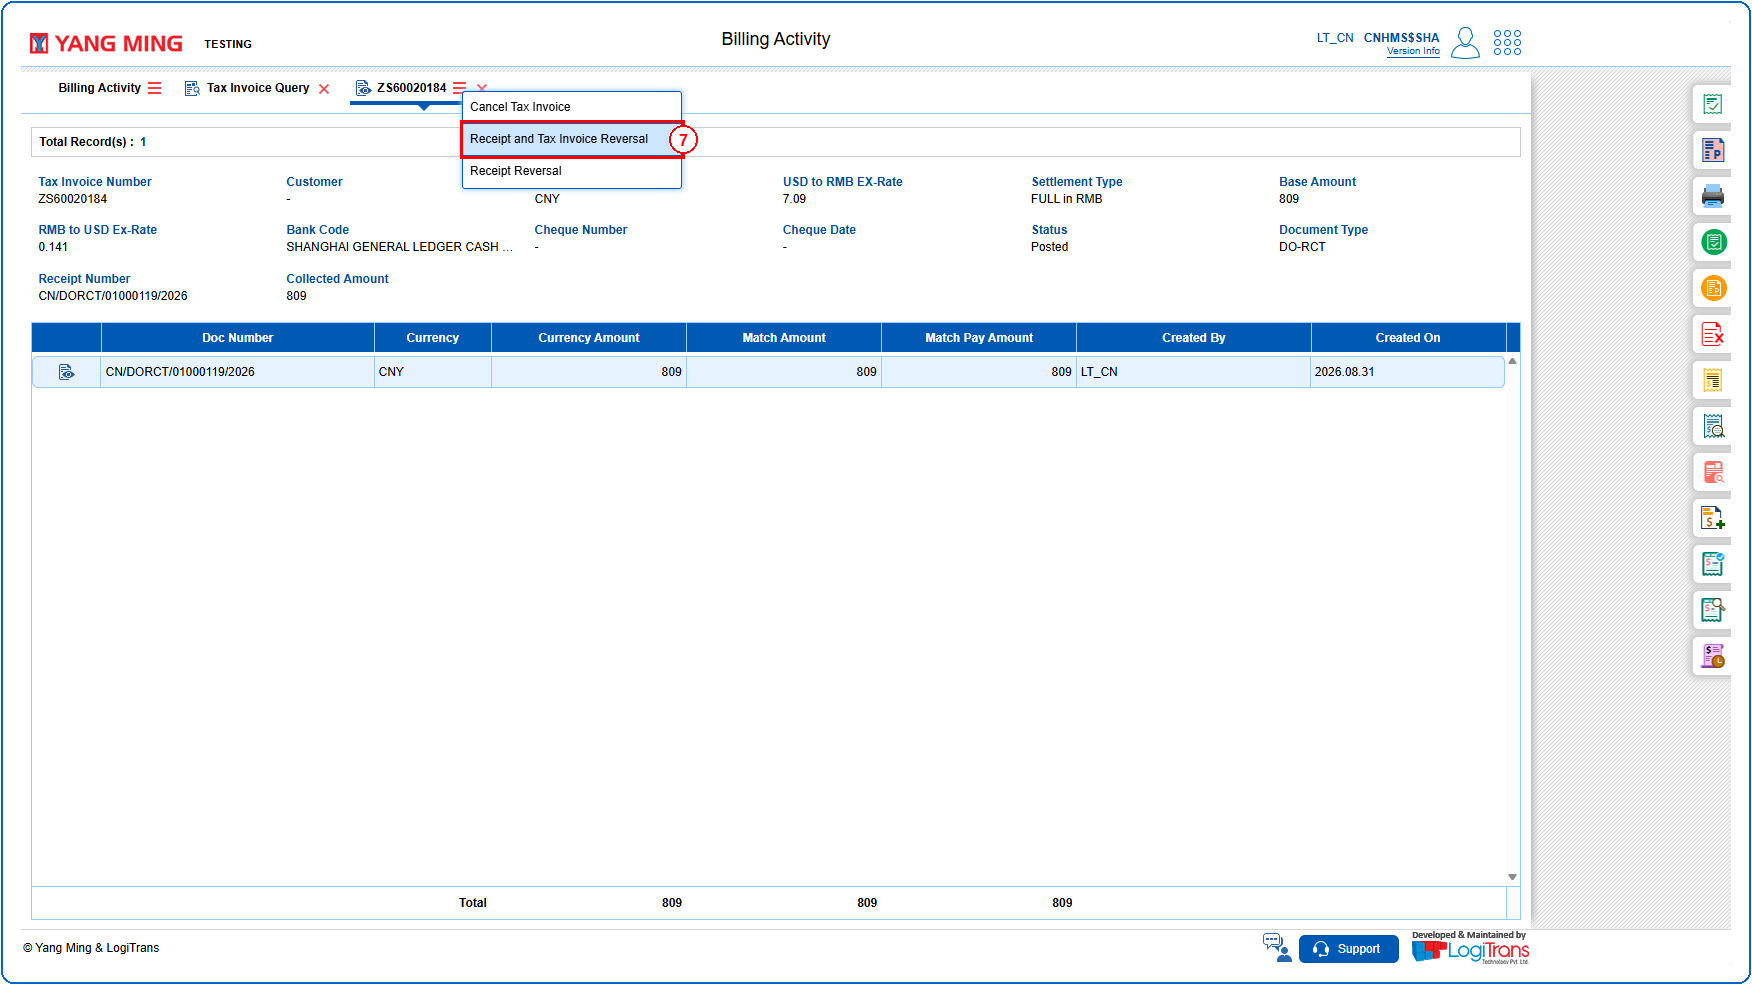 YANG MING TESTING
Billing Activity
LT_CN CNHMS$SHA
Version Info
Billing Activity
Tax Invoice Query
ZS60020184
Cancel Tax Invoice
Receipt and Tax Invoice Reversal
7
Receipt Reversal
Total Record(s) : 1
Tax Invoice Number Customer USD to RMB EX-Rate Settlement Type Base Amount
ZS60020184 - CNY 7.09 FULL in RMB 809
RMB to USD Ex-Rate Bank Code Cheque Number Cheque Date Status Document Type
0.141 SHANGHAI GENERAL LEDGER CASH ... - - Posted DO-RCT
Receipt Number Collected Amount
CN/DORCT/01000119/2026 809
Doc Number Currency Currency Amount Match Amount Match Pay Amount Created By Created On
CN/DORCT/01000119/2026 CNY 809 809 809 LT_CN 2026.08.31
Total 809 809 809
© Yang Ming & LogiTrans
Support
Developed & Maintained by
LogiTrans
Technology Pvt. Ltd.